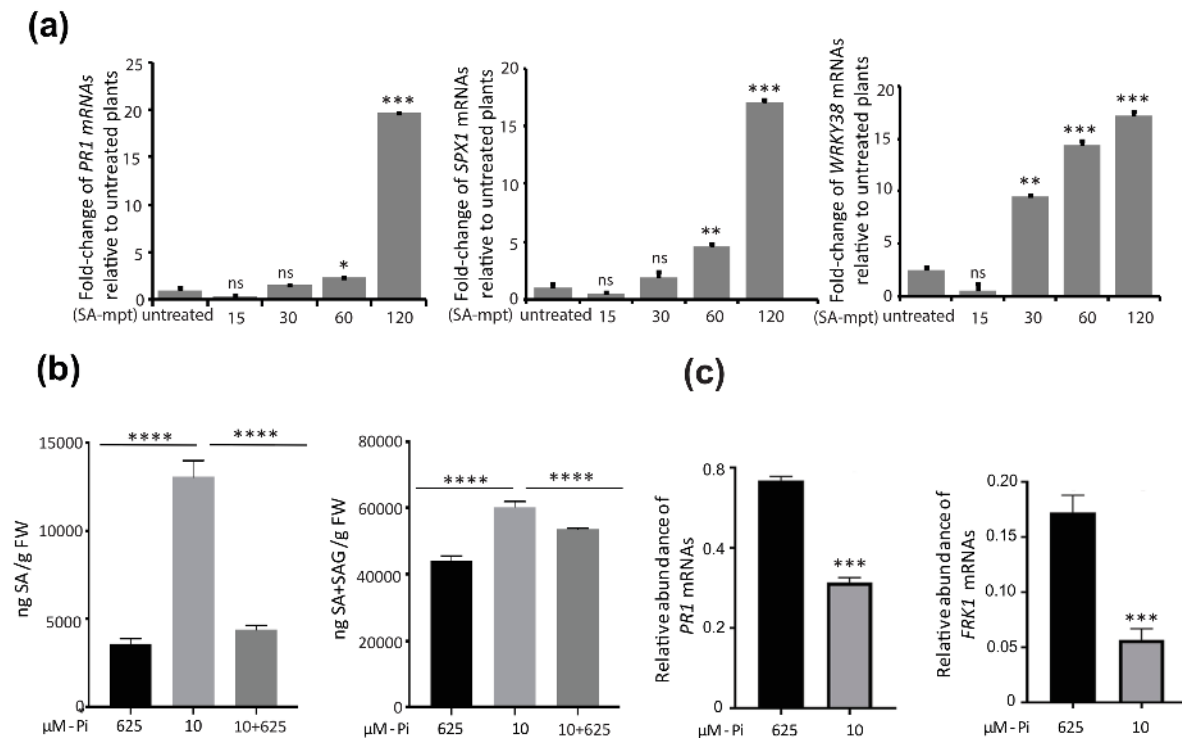 (a)
Fold-change of PR1 mRNAs
relative to untreated plants
25
20
15
10
5
0
ns
ns
*
***
(SA-mpt) untreated 15 30 60 120
Fold-change of SPX1 mRNAs
relative to untreated plants
20
15
10
5
0
ns
ns
**
***
(SA-mpt) untreated 15 30 60 120
Fold-change of WRKY38 mRNAs
relative to untreated plants
20
15
10
5
0
ns
**
***
***
(SA-mpt) untreated 15 30 60 120
(b)
ng SA/g FW
15000
10000
5000
0
****
****
µM-Pi 625 10 10+625
ng SA+SAG/g FW
80000
60000
40000
20000
0
****
****
µM-Pi 625 10 10+625
(c)
Relative abundance of
PR1 mRNAs
0.8
0.4
0.2
0
***
µM-Pi 625 10
Relative abundance of
FRK1 mRNAs
0.20
0.15
0.10
0.05
0
***
µM-Pi 625 10